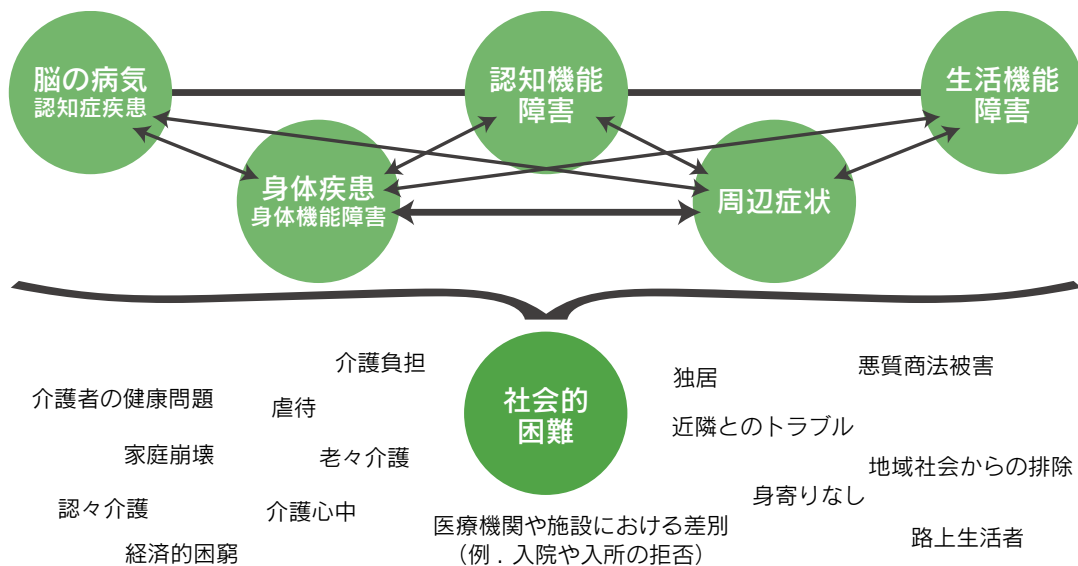 脳の病気
認知症疾患
認知機能
障害
生活機能
障害
身体疾患
身体機能障害
周辺症状
社会的
困難
介護負担
介護者の健康問題
虐待
家庭崩壊
老々介護
認々介護
介護心中
経済的困窮
独居
悪質商法被害
近隣とのトラブル
地域社会からの排除
身寄りなし
路上生活者
医療機関や施設における差別
（例．入院や入所の拒否）